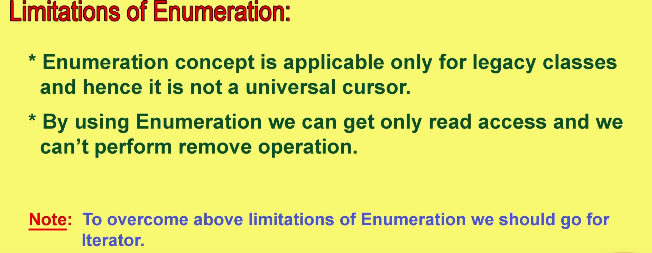 Limitations of Enumeration:
* Enumeration concept is applicable only for legacy classes
and hence it is not a universal cursor.
* By using Enumeration we can get only read access and we
can't perform remove operation.
Note: To overcome above limitations of Enumeration we should go for
Iterator.